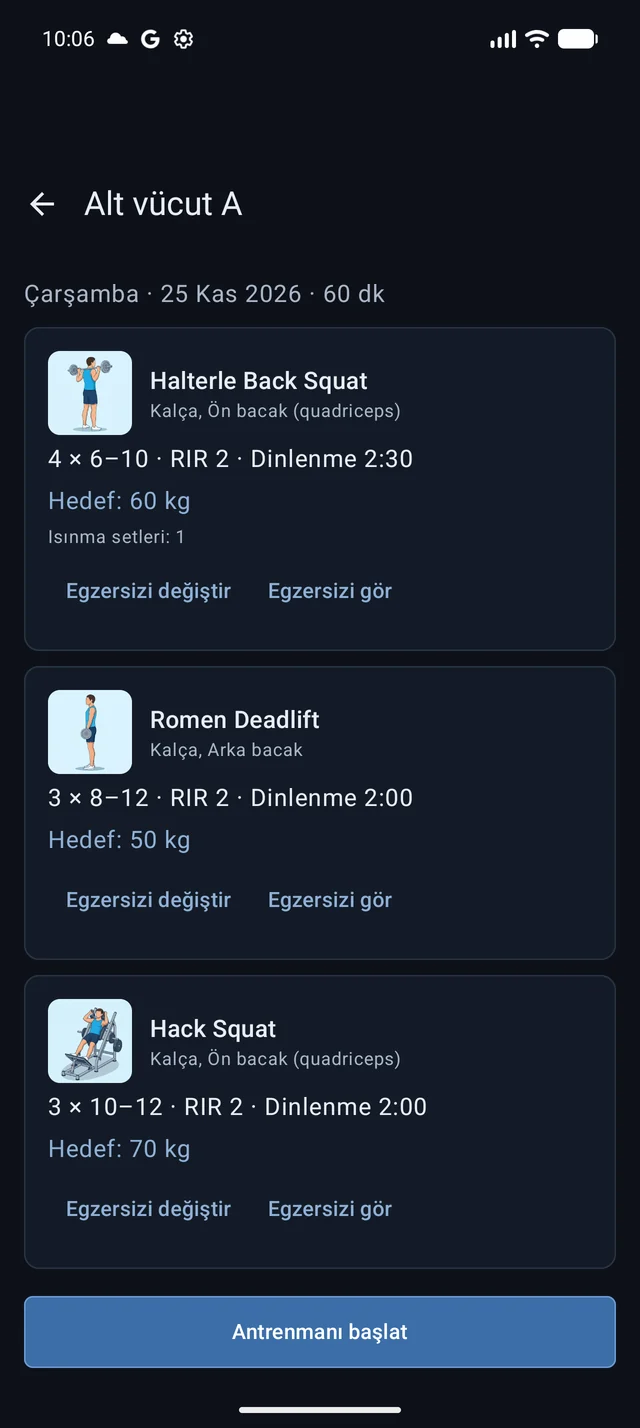 10:06
Alt vücut A
Çarşamba · 25 Kas 2026 · 60 dk
Halterle Back Squat
Kalça, Ön bacak (quadriceps)
4 × 6–10 · RIR 2 · Dinlenme 2:30
Hedef: 60 kg
Isınma setleri: 1
Egzersizi değiştir Egzersizi gör
Romen Deadlift
Kalça, Arka bacak
3 × 8–12 · RIR 2 · Dinlenme 2:00
Hedef: 50 kg
Egzersizi değiştir Egzersizi gör
Hack Squat
Kalça, Ön bacak (quadriceps)
3 × 10–12 · RIR 2 · Dinlenme 2:00
Hedef: 70 kg
Egzersizi değiştir Egzersizi gör
Antrenmanı başlat